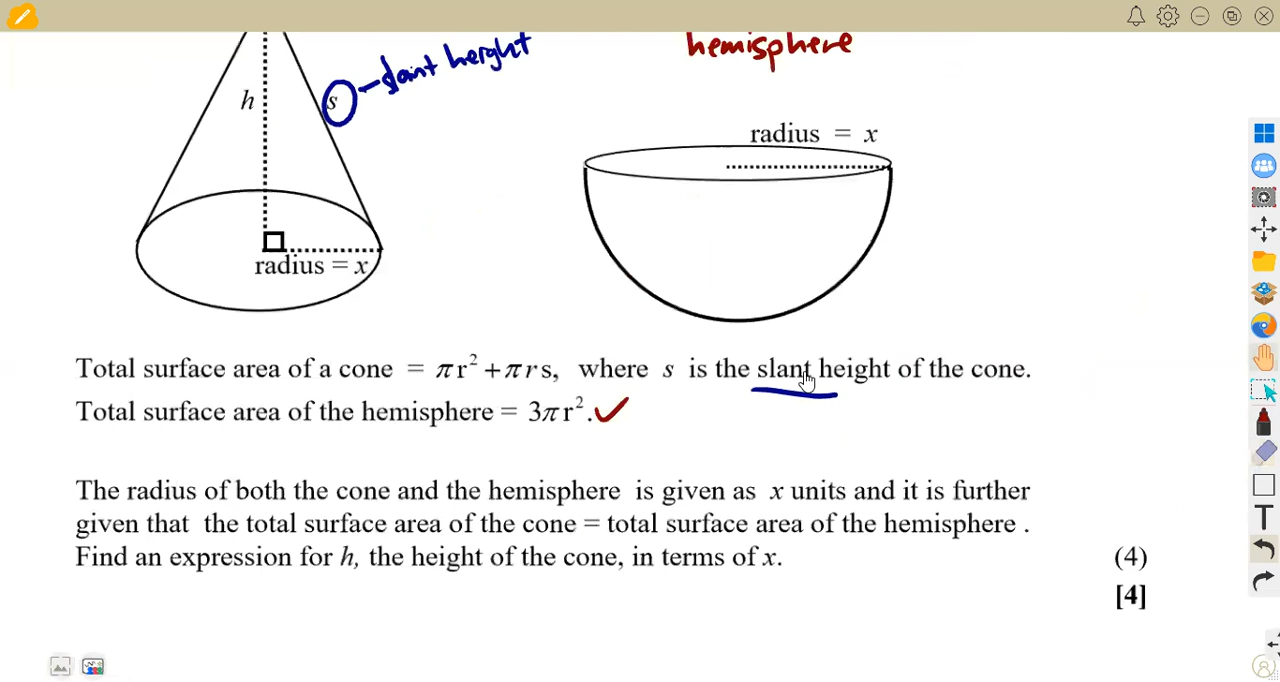 slant height
hemisphere
h
s
radius = x
radius = x
Total surface area of a cone = πr² + πrs, where s is the slant height of the cone.
Total surface area of the hemisphere = 3πr².
The radius of both the cone and the hemisphere is given as x units and it is further
given that the total surface area of the cone = total surface area of the hemisphere .
Find an expression for h, the height of the cone, in terms of x. (4)
[4]
T